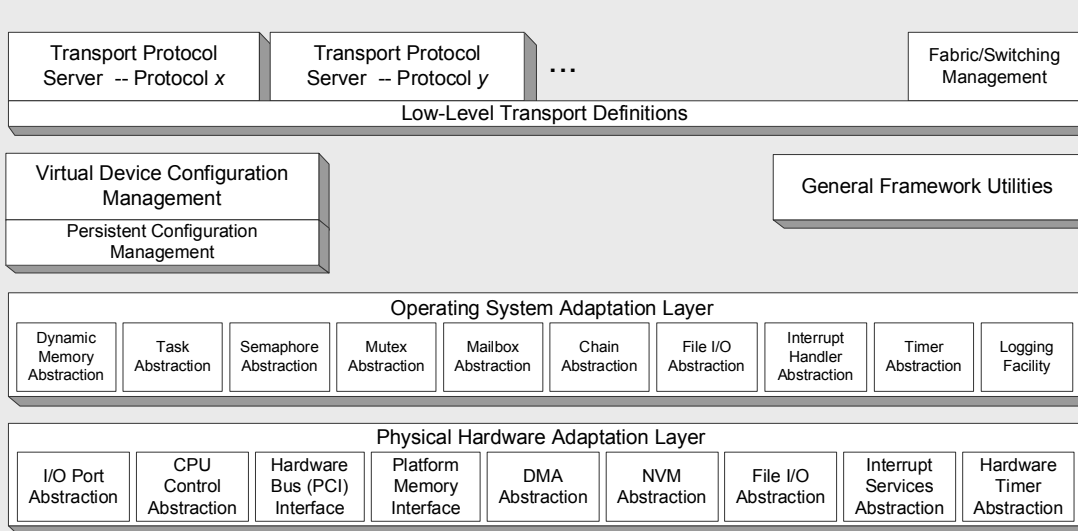 Transport Protocol
Server -- Protocol x
Transport Protocol
Server -- Protocol y
...
Fabric/Switching
Management
Low-Level Transport Definitions
Virtual Device Configuration
Management
Persistent Configuration
Management
General Framework Utilities
Operating System Adaptation Layer
Dynamic
Memory
Abstraction
Task
Abstraction
Semaphore
Abstraction
Mutex
Abstraction
Mailbox
Abstraction
Chain
Abstraction
File I/O
Abstraction
Interrupt
Handler
Abstraction
Timer
Abstraction
Logging
Facility
Physical Hardware Adaptation Layer
I/O Port
Abstraction
CPU
Control
Abstraction
Hardware
Bus (PCI)
Interface
Platform
Memory
Interface
DMA
Abstraction
NVM
Abstraction
File I/O
Abstraction
Interrupt
Services
Abstraction
Hardware
Timer
Abstraction